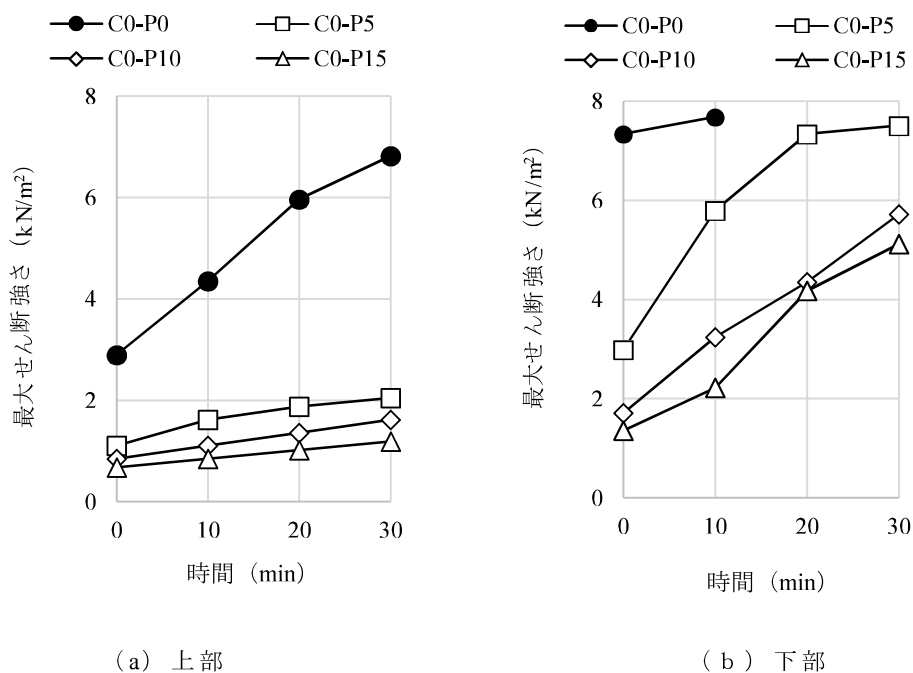 C0-P0 C0-P5
C0-P10 C0-P15
8
6
4
2
0
0 10 20 30
最大せん断強さ（kN/m²）
時間（min）
（a）上部
C0-P0 C0-P5
C0-P10 C0-P15
8
6
4
2
0
0 10 20 30
最大せん断強さ（kN/m²）
時間（min）
（b）下部